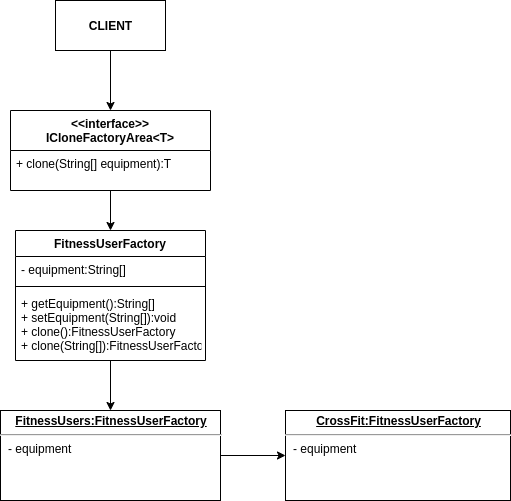 CLIENT
<<interface>>
ICloneFactoryArea<T>
+ clone(String[] equipment):T
FitnessUserFactory
- equipment:String[]
+ getEquipment():String[]
+ setEquipment(String[]):void
+ clone():FitnessUserFactory
+ clone(String[]):FitnessUserFacto
FitnessUsers:FitnessUserFactory
- equipment
CrossFit:FitnessUserFactory
- equipment